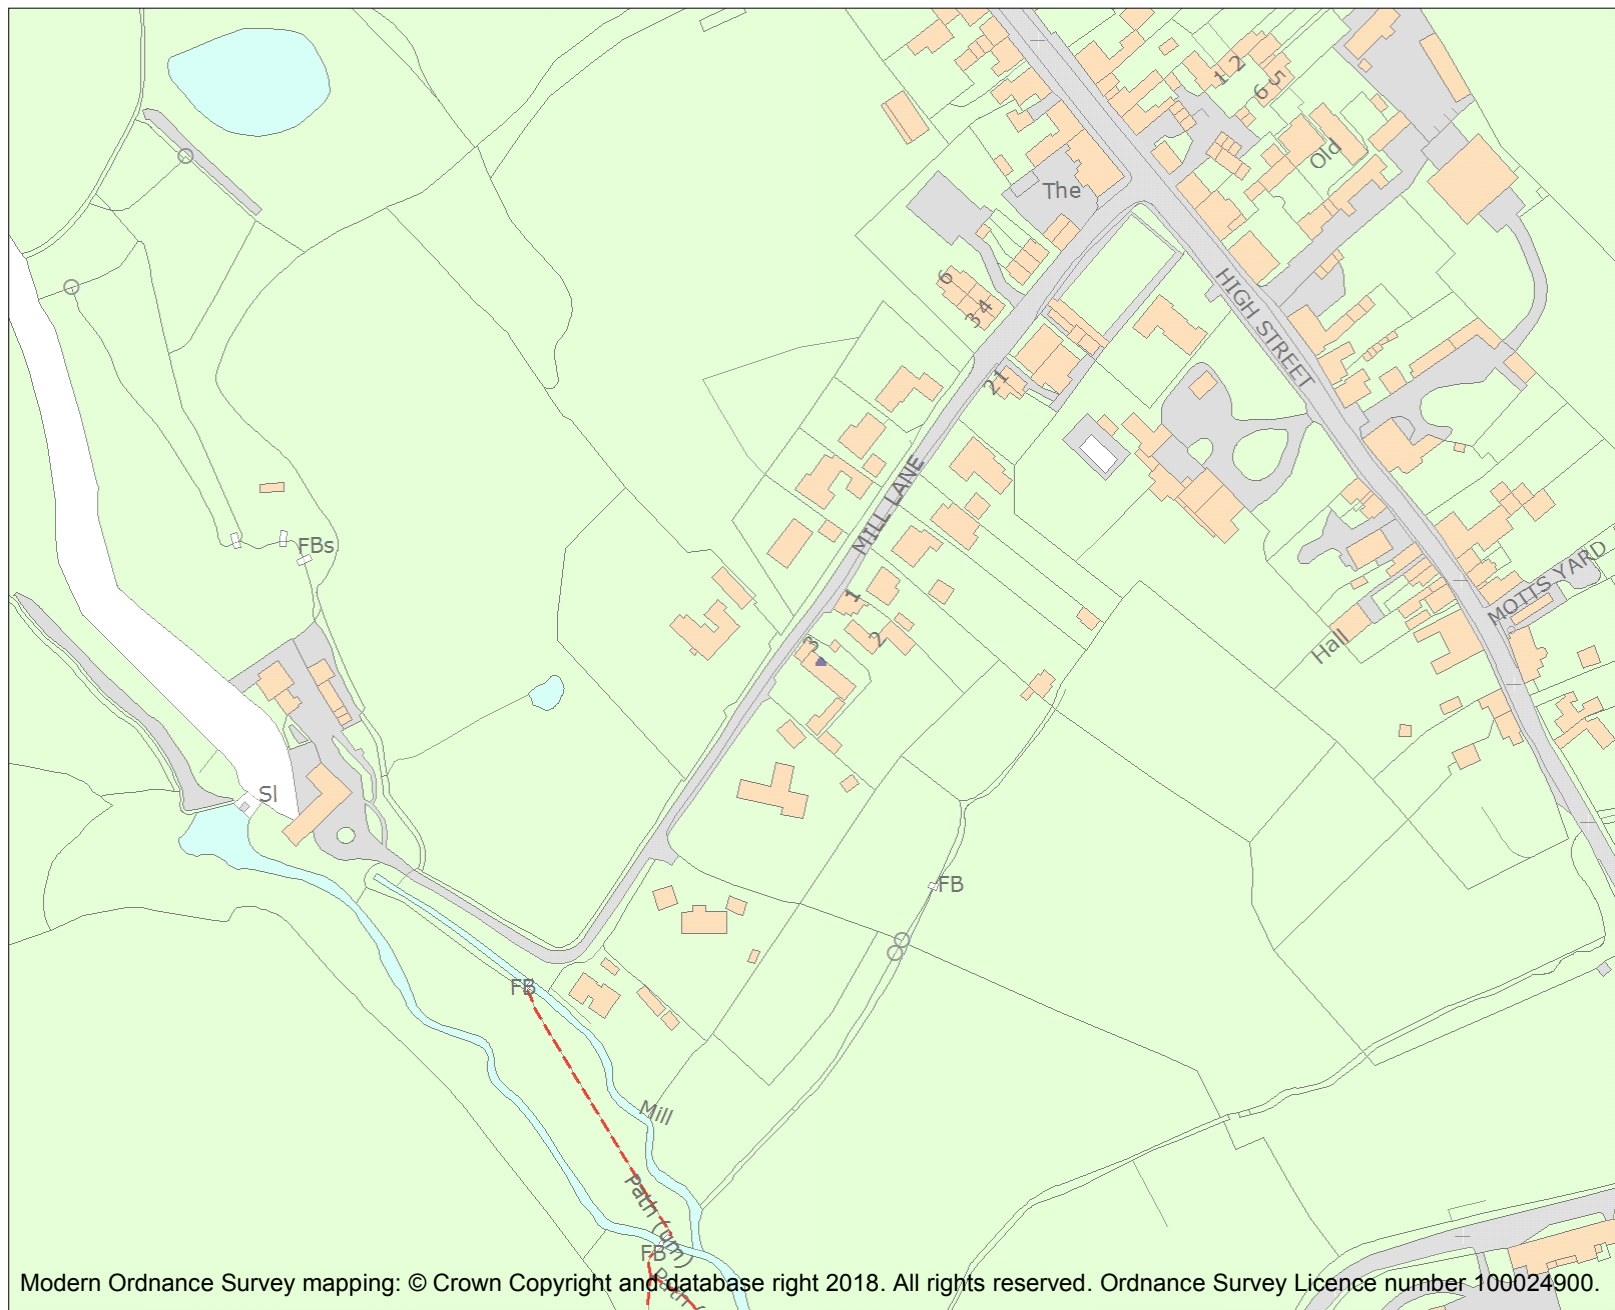 1 2
6 5
Old
The
6
3 4
HIGH STREET
2 1
MILL LANE
FBs
MOTTS YARD
1
2
3
Hall
Sl
FB
FB
Mill
Path (um)
FB
Path (
Modern Ordnance Survey mapping: © Crown Copyright and database right 2018. All rights reserved. Ordnance Survey Licence number 100024900.